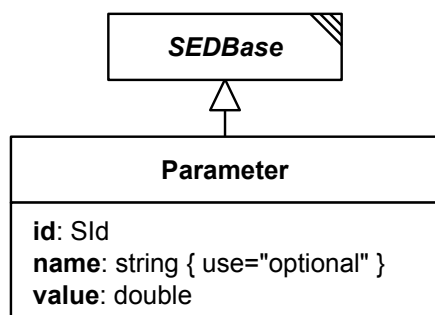 SEDBase
Parameter
id: SId
name: string { use="optional" }
value: double